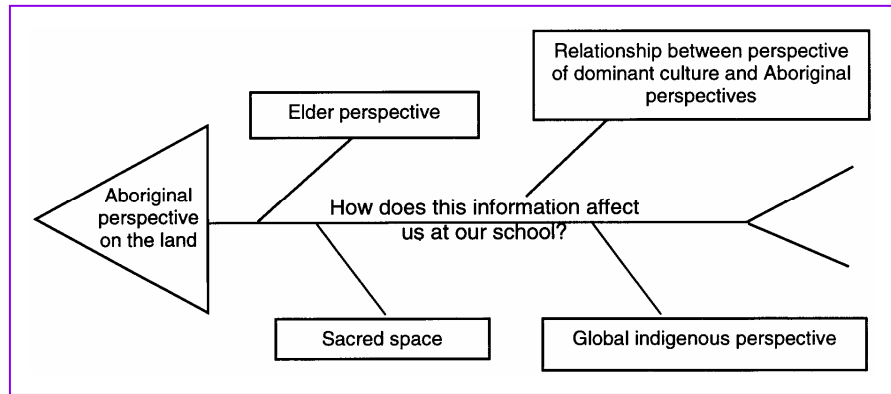 Relationship between perspective
of dominant culture and Aboriginal
perspectives
Elder perspective
Aboriginal
perspective
on the land
How does this information affect
us at our school?
Sacred space
Global indigenous perspective